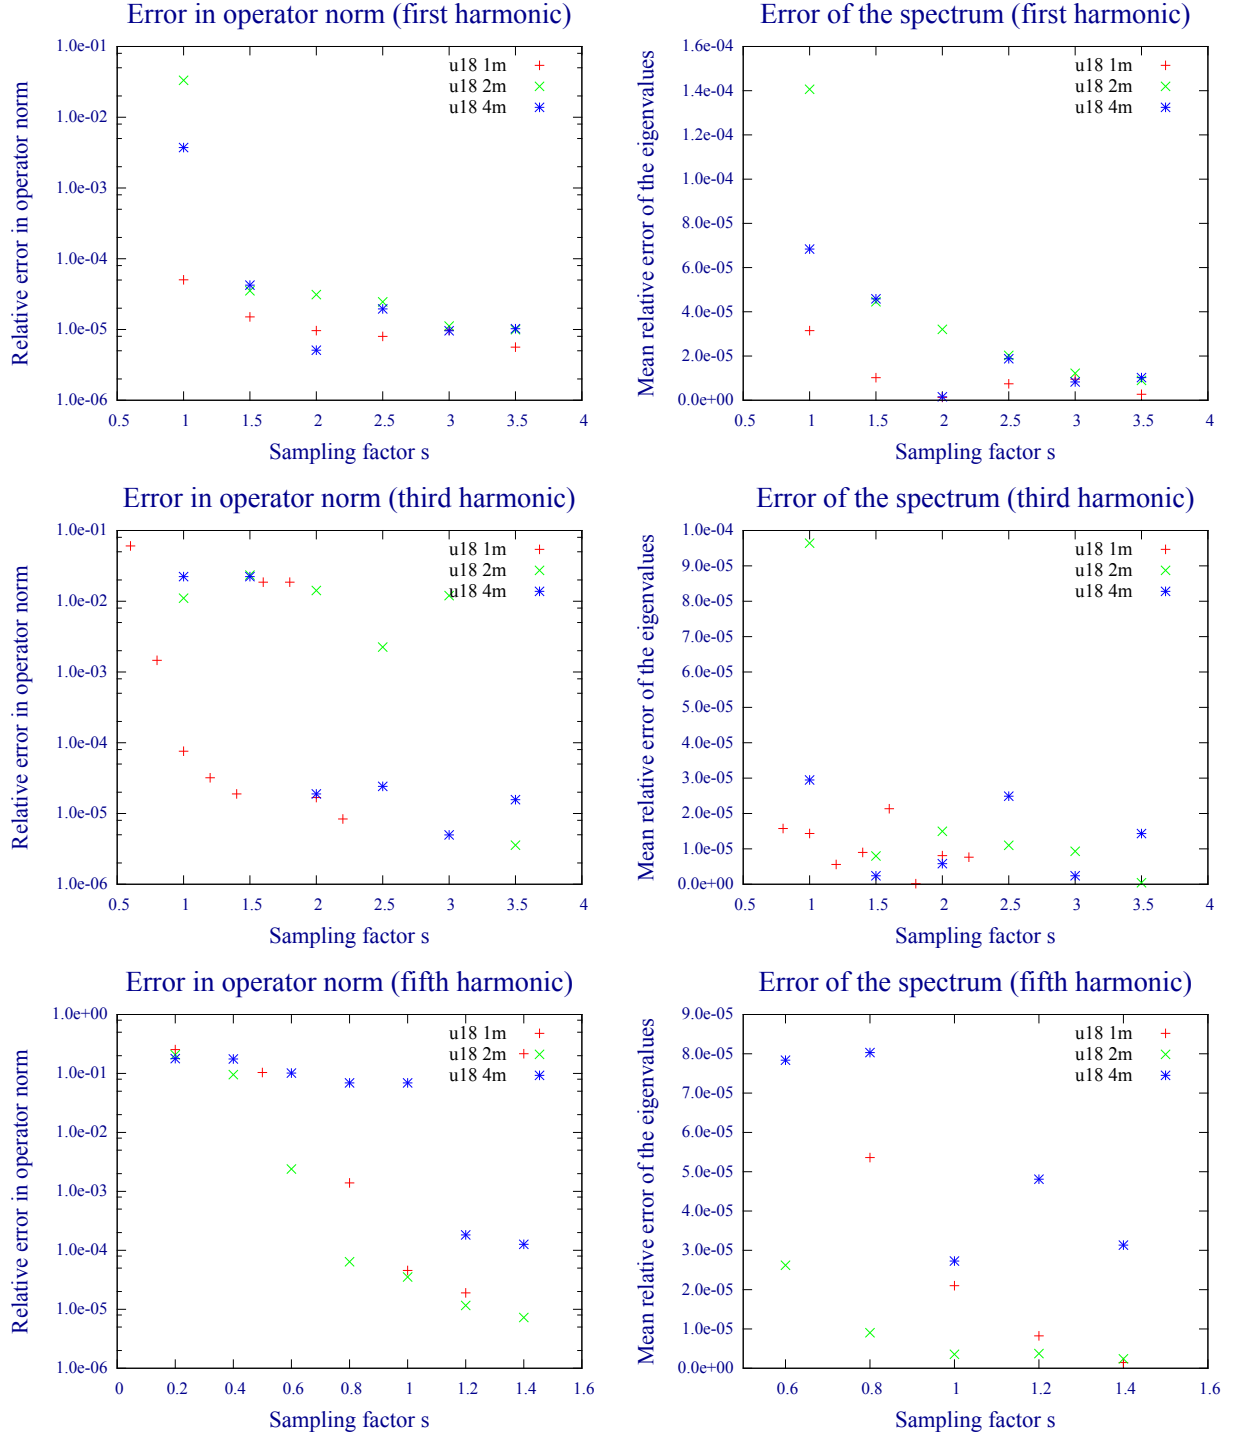 Error in operator norm (first harmonic)
Relative error in operator norm
1.0e-01
1.0e-02
1.0e-03
1.0e-04
1.0e-05
1.0e-06
0.5 1 1.5 2 2.5 3 3.5 4
Sampling factor s
u18 1m
u18 2m
u18 4m
Error of the spectrum (first harmonic)
Mean relative error of the eigenvalues
1.6e-04
1.4e-04
1.2e-04
1.0e-04
8.0e-05
6.0e-05
4.0e-05
2.0e-05
0.0e+00
0.5 1 1.5 2 2.5 3 3.5 4
Sampling factor s
u18 1m
u18 2m
u18 4m
Error in operator norm (third harmonic)
Relative error in operator norm
1.0e-01
1.0e-02
1.0e-03
1.0e-04
1.0e-05
1.0e-06
0.5 1 1.5 2 2.5 3 3.5 4
Sampling factor s
u18 1m
u18 2m
u18 4m
Error of the spectrum (third harmonic)
Mean relative error of the eigenvalues
1.0e-04
9.0e-05
8.0e-05
7.0e-05
6.0e-05
5.0e-05
4.0e-05
3.0e-05
2.0e-05
1.0e-05
0.0e+00
0.5 1 1.5 2 2.5 3 3.5 4
Sampling factor s
u18 1m
u18 2m
u18 4m
Error in operator norm (fifth harmonic)
Relative error in operator norm
1.0e+00
1.0e-01
1.0e-02
1.0e-03
1.0e-04
1.0e-05
1.0e-06
0 0.2 0.4 0.6 0.8 1 1.2 1.4 1.6
Sampling factor s
u18 1m
u18 2m
u18 4m
Error of the spectrum (fifth harmonic)
Mean relative error of the eigenvalues
9.0e-05
8.0e-05
7.0e-05
6.0e-05
5.0e-05
4.0e-05
3.0e-05
2.0e-05
1.0e-05
0.0e+00
0.6 0.8 1 1.2 1.4 1.6
Sampling factor s
u18 1m
u18 2m
u18 4m